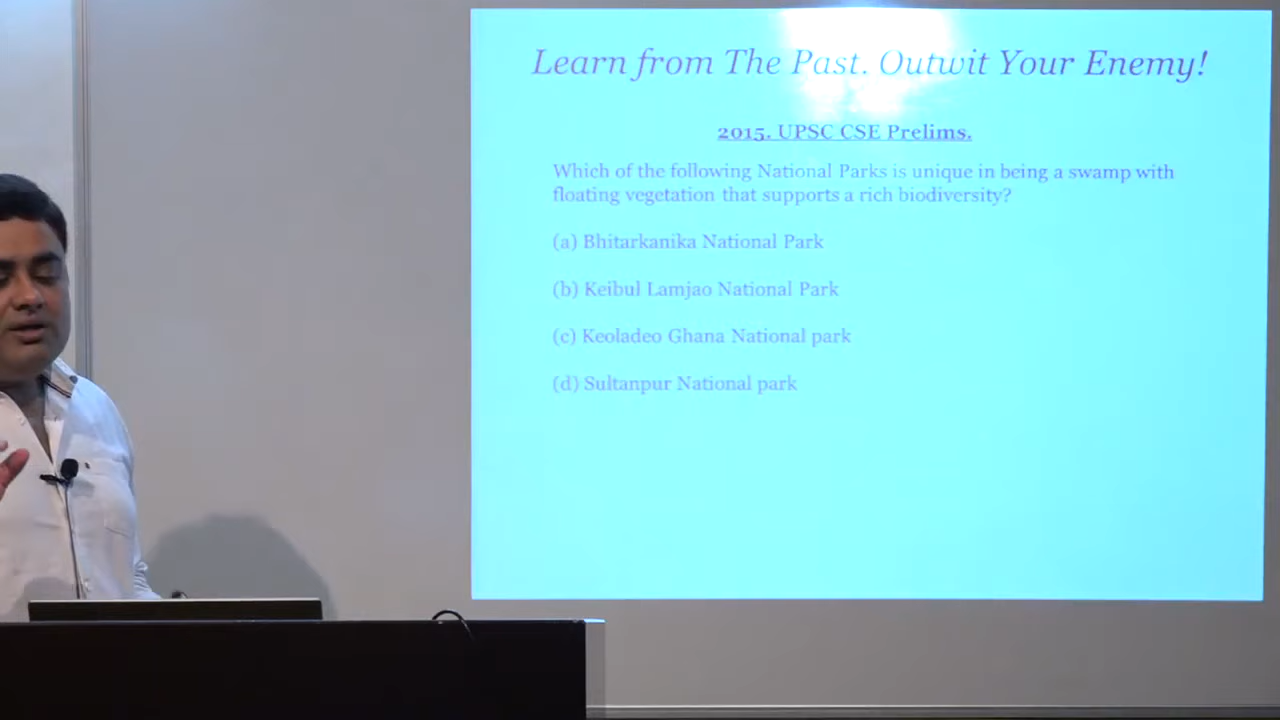 Learn from The Past. Outwit Your Enemy!
2015. UPSC CSE Prelims.
Which of the following National Parks is unique in being a swamp with
floating vegetation that supports a rich biodiversity?
(a) Bhitarkanika National Park
(b) Keibul Lamjao National Park
(c) Keoladeo Ghana National park
(d) Sultanpur National park